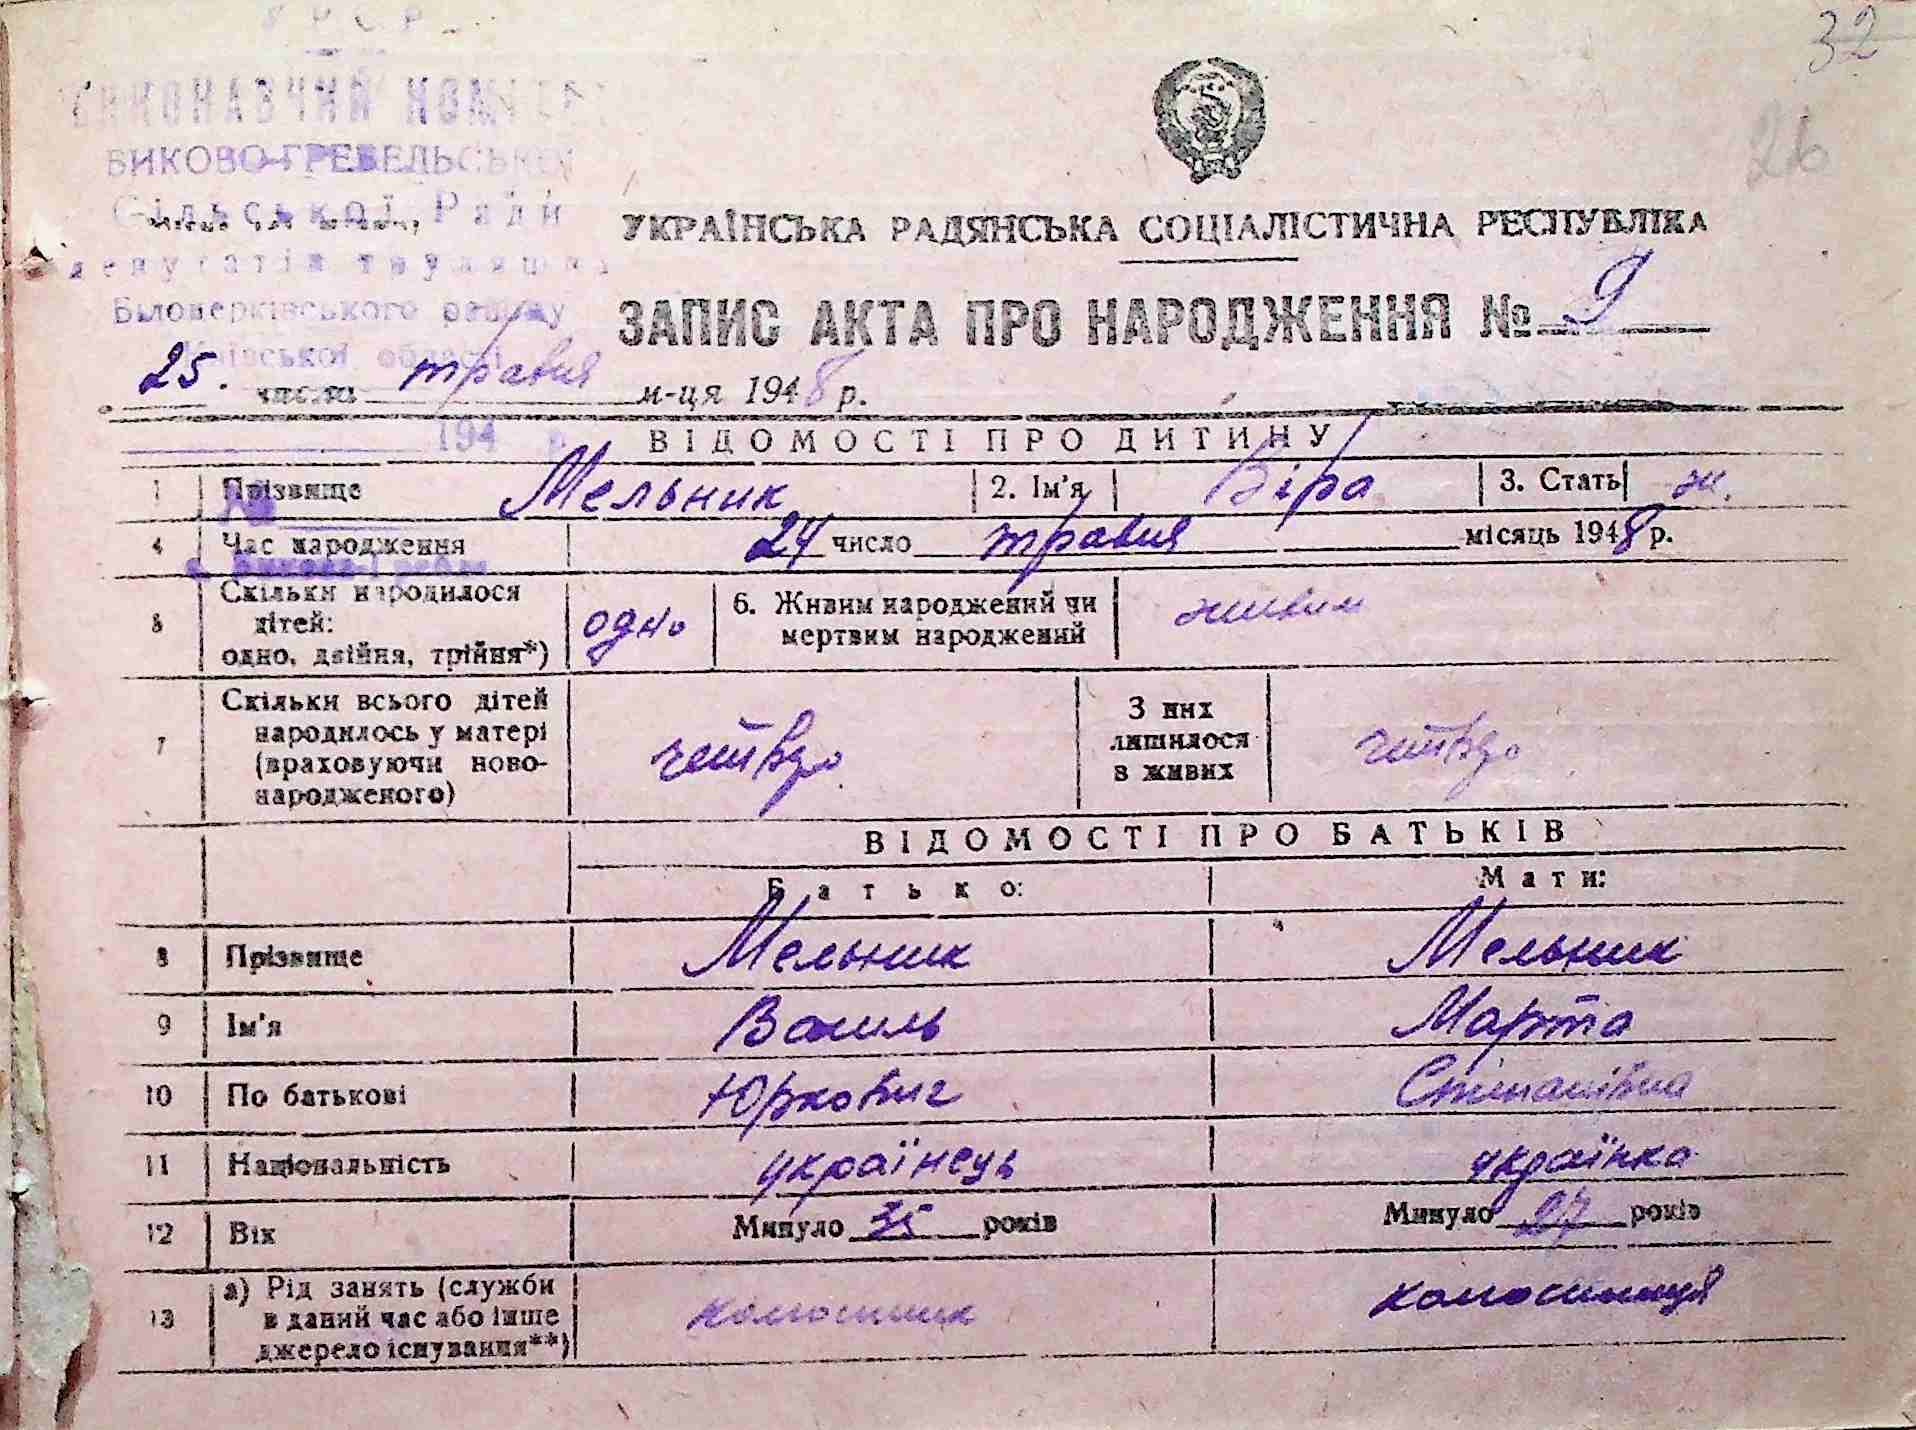 32
26
У Р С Р
ВИКОНАВЧИЙ КОМІТЕТ
БИКОВО-ГРЕБЕЛЬСЬКОЇ
Сільської Ради
депутатів трудящих
Білоцерківського району
Київської області
194 р.
УКРАЇНСЬКА РАДЯНСЬКА СОЦІАЛІСТИЧНА РЕСПУБЛІКА
ЗАПИС АКТА ПРО НАРОДЖЕННЯ № 9
25. числа травня м-ця 1948 р.
ВІДОМОСТІ ПРО ДИТИНУ
1 Прізвище Мельник 2. Ім'я Віра 3. Стать ж.
4 Час народження 24 число травня місяць 1948 р.
5 Скільки народилося дітей: одно, двійня, трійня*) одно 6. Живим народжений чи мертвим народжений живим
7 Скільки всього дітей народилось у матері (враховуючи ново-народженого) четверо З них лишилося в живих четверо
ВІДОМОСТІ ПРО БАТЬКІВ
Батько: Мати:
8 Прізвище Мельник Мельник
9 Ім'я Василь Марта
10 По батькові Юркович Степанівна
11 Національність українець українка
12 Вік Минуло 35 років Минуло 27 років
13 а) Рід занять (служби в даний час або інше джерело існування**) колгоспник колгоспниця